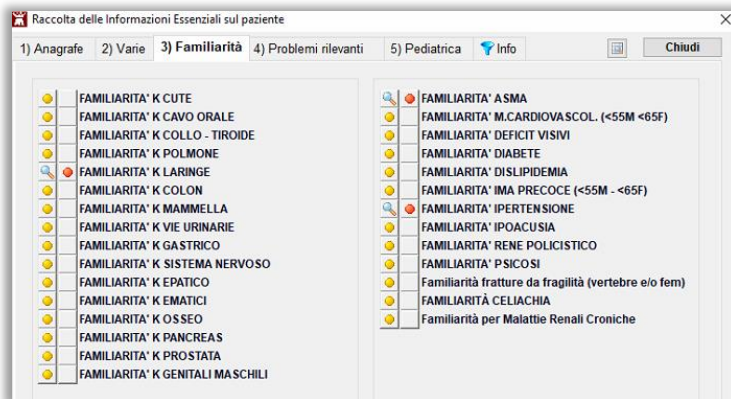 Raccolta delle Informazioni Essenziali sul paziente
1) Anagrafe 2) Varie 3) Familiarità 4) Problemi rilevanti 5) Pediatrica Info Chiudi
FAMILIARITA' K CUTE
FAMILIARITA' K CAVO ORALE
FAMILIARITA' K COLLO - TIROIDE
FAMILIARITA' K POLMONE
FAMILIARITA' K LARINGE
FAMILIARITA' K COLON
FAMILIARITA' K MAMMELLA
FAMILIARITA' K VIE URINARIE
FAMILIARITA' K GASTRICO
FAMILIARITA' K SISTEMA NERVOSO
FAMILIARITA' K EPATICO
FAMILIARITA' K EMATICI
FAMILIARITA' K OSSEO
FAMILIARITA' K PANCREAS
FAMILIARITA' K PROSTATA
FAMILIARITA' K GENITALI MASCHILI
FAMILIARITA' ASMA
FAMILIARITA' M.CARDIOVASCOL. (<55M <65F)
FAMILIARITA' DEFICIT VISIVI
FAMILIARITA' DIABETE
FAMILIARITA' DISLIPIDEMIA
FAMILIARITA' IMA PRECOCE (<55M - <65F)
FAMILIARITA' IPERTENSIONE
FAMILIARITA' IPOACUSIA
FAMILIARITA' RENE POLICISTICO
FAMILIARITA' PSICOSI
Familiarità fratture da fragilità (vertebre e/o fem)
FAMILIARITÀ CELIACHIA
Familiarità per Malattie Renali Croniche